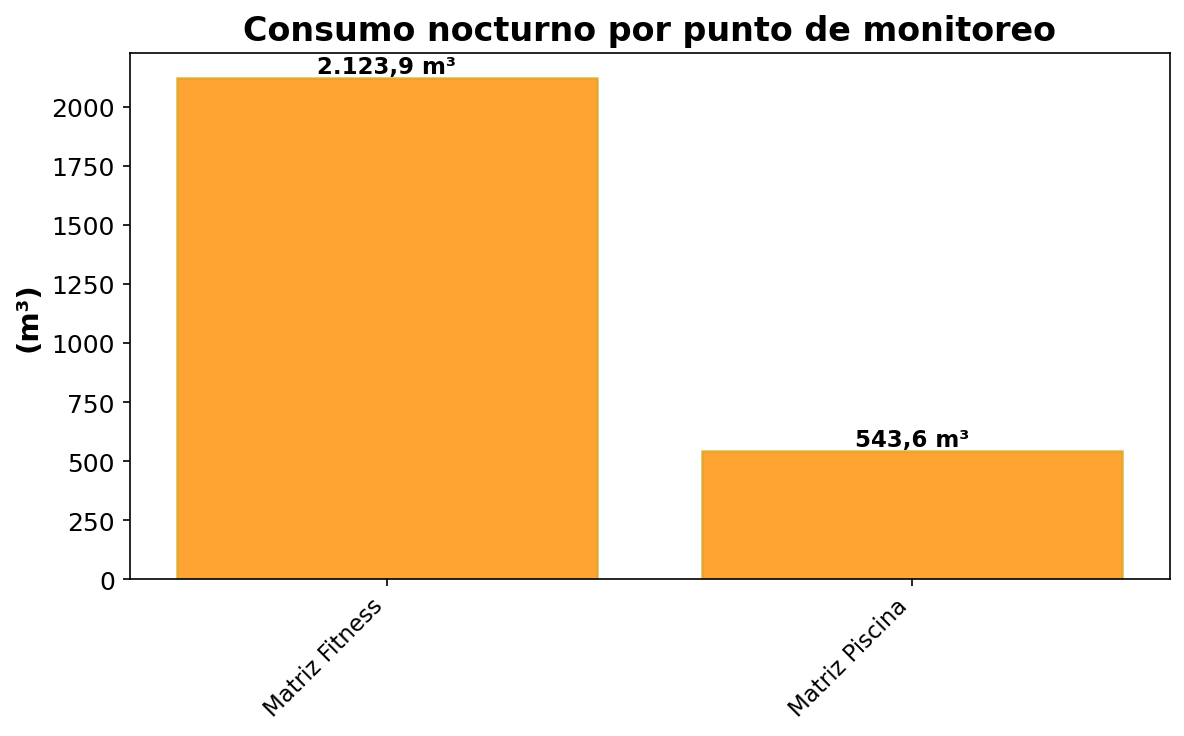 Consumo nocturno por punto de monitoreo
2.123,9 m³
543,6 m³
(m³)
2000
1750
1500
1250
1000
750
500
250
0
Matriz Fitness
Matriz Piscina